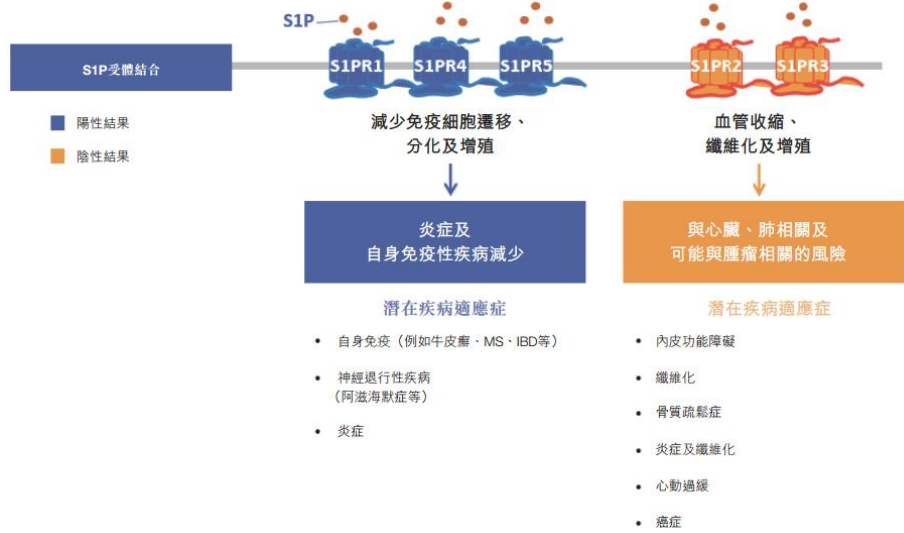 S1P
S1PR1
S1PR4
S1PR5
S1PR2
S1PR3
S1P受體結合
陽性結果
陰性結果
減少免疫細胞遷移、
分化及增殖
炎症及
自身免疫性疾病減少
潛在疾病適應症
• 自身免疫（例如牛皮癬、MS、IBD等）
• 神經退行性疾病
（阿滋海默症等）
• 炎症
血管收縮、
纖維化及增殖
與心臟、肺相關及
可能與腫瘤相關的風險
潛在疾病適應症
• 內皮功能障礙
• 纖維化
• 骨質疏鬆症
• 炎症及纖維化
• 心動過緩
• 癌症